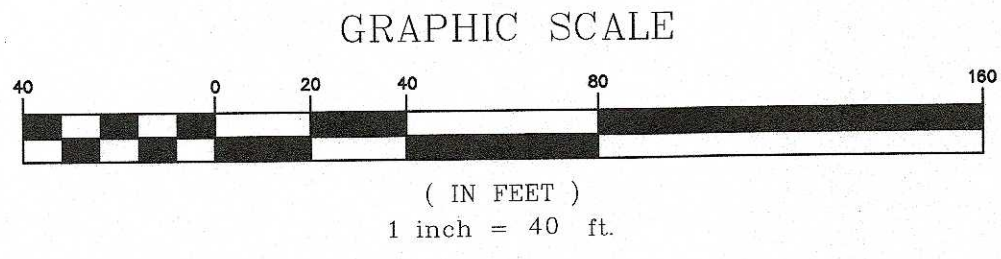 GRAPHIC SCALE
40 0 20 40 80 160
( IN FEET )
1 inch = 40 ft.